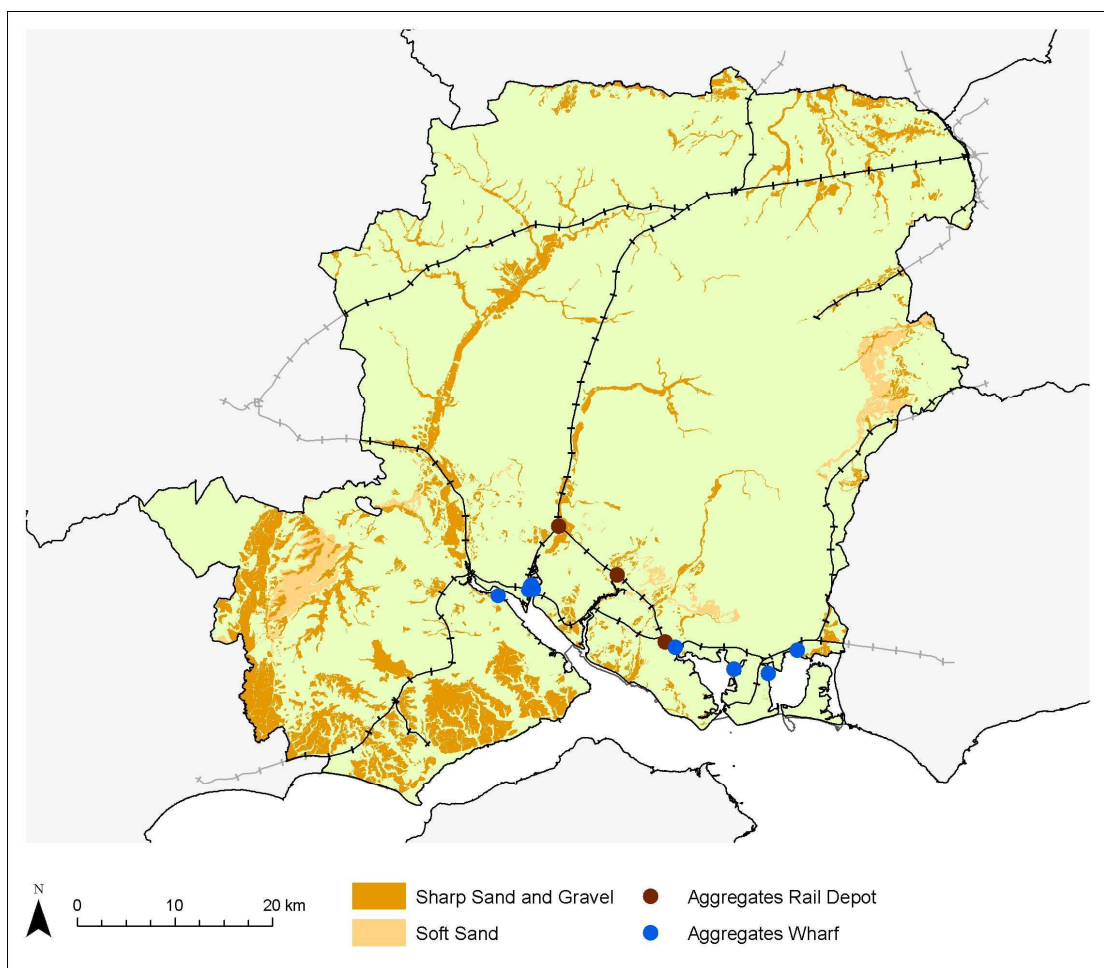 N
0 10 20 km
Sharp Sand and Gravel
Soft Sand
Aggregates Rail Depot
Aggregates Wharf